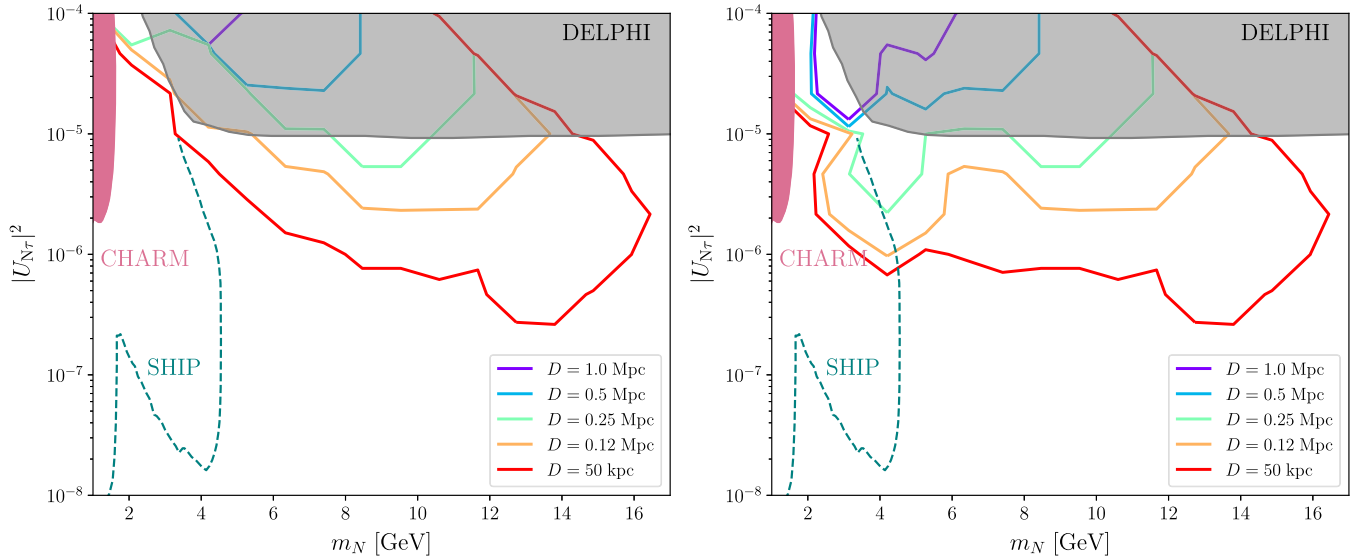 10⁻⁴
10⁻⁵
10⁻⁶
10⁻⁷
10⁻⁸
|U_{Nτ}|²
DELPHI
CHARM
SHIP
D = 1.0 Mpc
D = 0.5 Mpc
D = 0.25 Mpc
D = 0.12 Mpc
D = 50 kpc
2 4 6 8 10 12 14 16
m_N [GeV]
10⁻⁴
10⁻⁵
10⁻⁶
10⁻⁷
10⁻⁸
|U_{Nτ}|²
DELPHI
CHARM
SHIP
D = 1.0 Mpc
D = 0.5 Mpc
D = 0.25 Mpc
D = 0.12 Mpc
D = 50 kpc
2 4 6 8 10 12 14 16
m_N [GeV]